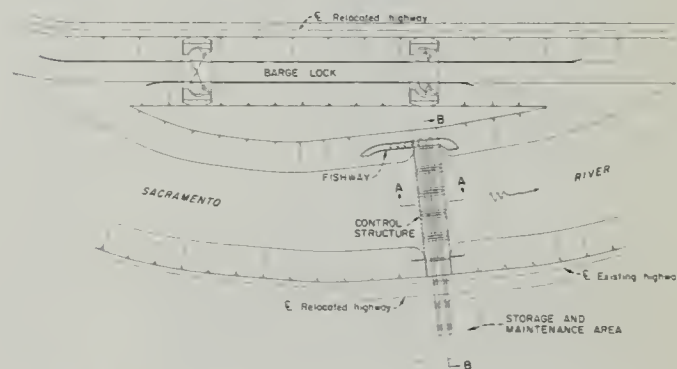 ℄ Relocated highway
BARGE LOCK
B
FISHWAY
SACRAMENTO
A
A
RIVER
CONTROL
STRUCTURE
℄ Existing highway
℄ Relocated highway
STORAGE AND
MAINTENANCE AREA
B